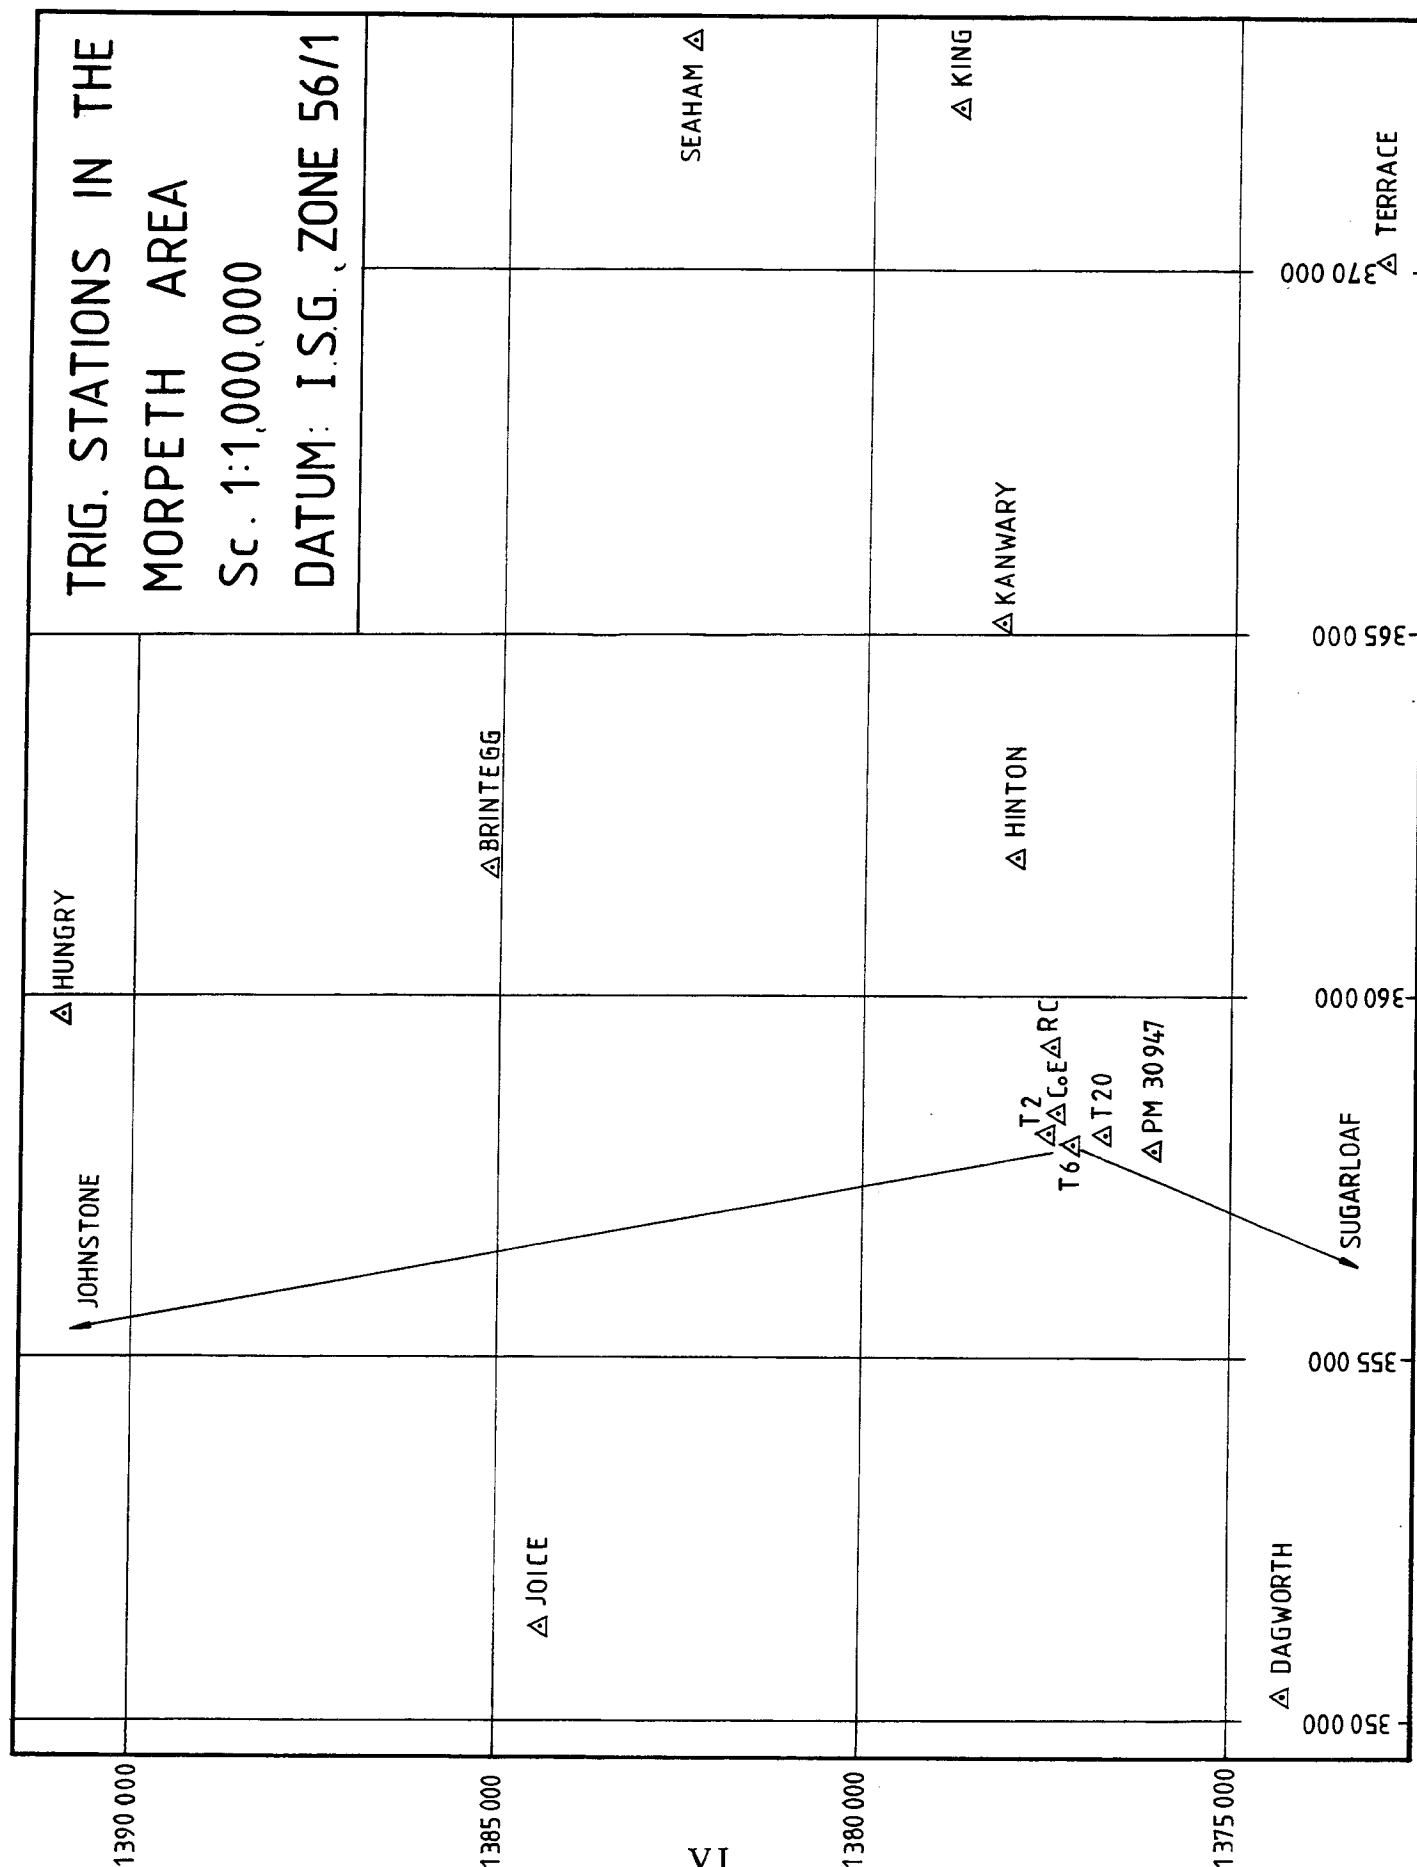 TRIG. STATIONS IN THE
MORPETH AREA
Sc. 1:1,000,000
DATUM: I.S.G., ZONE 56/1
HUNGRY
JOHNSTONE
BRINTEGG
JOICE
SEAHAM
KING
KANWARY
HINTON
T2
C.oE
RC
T6
T20
PM 30947
SUGARLOAF
DAGWORTH
TERRACE
1390 000
1385 000
1380 000
1375 000
350 000
355 000
360 000
365 000
370 000
IV